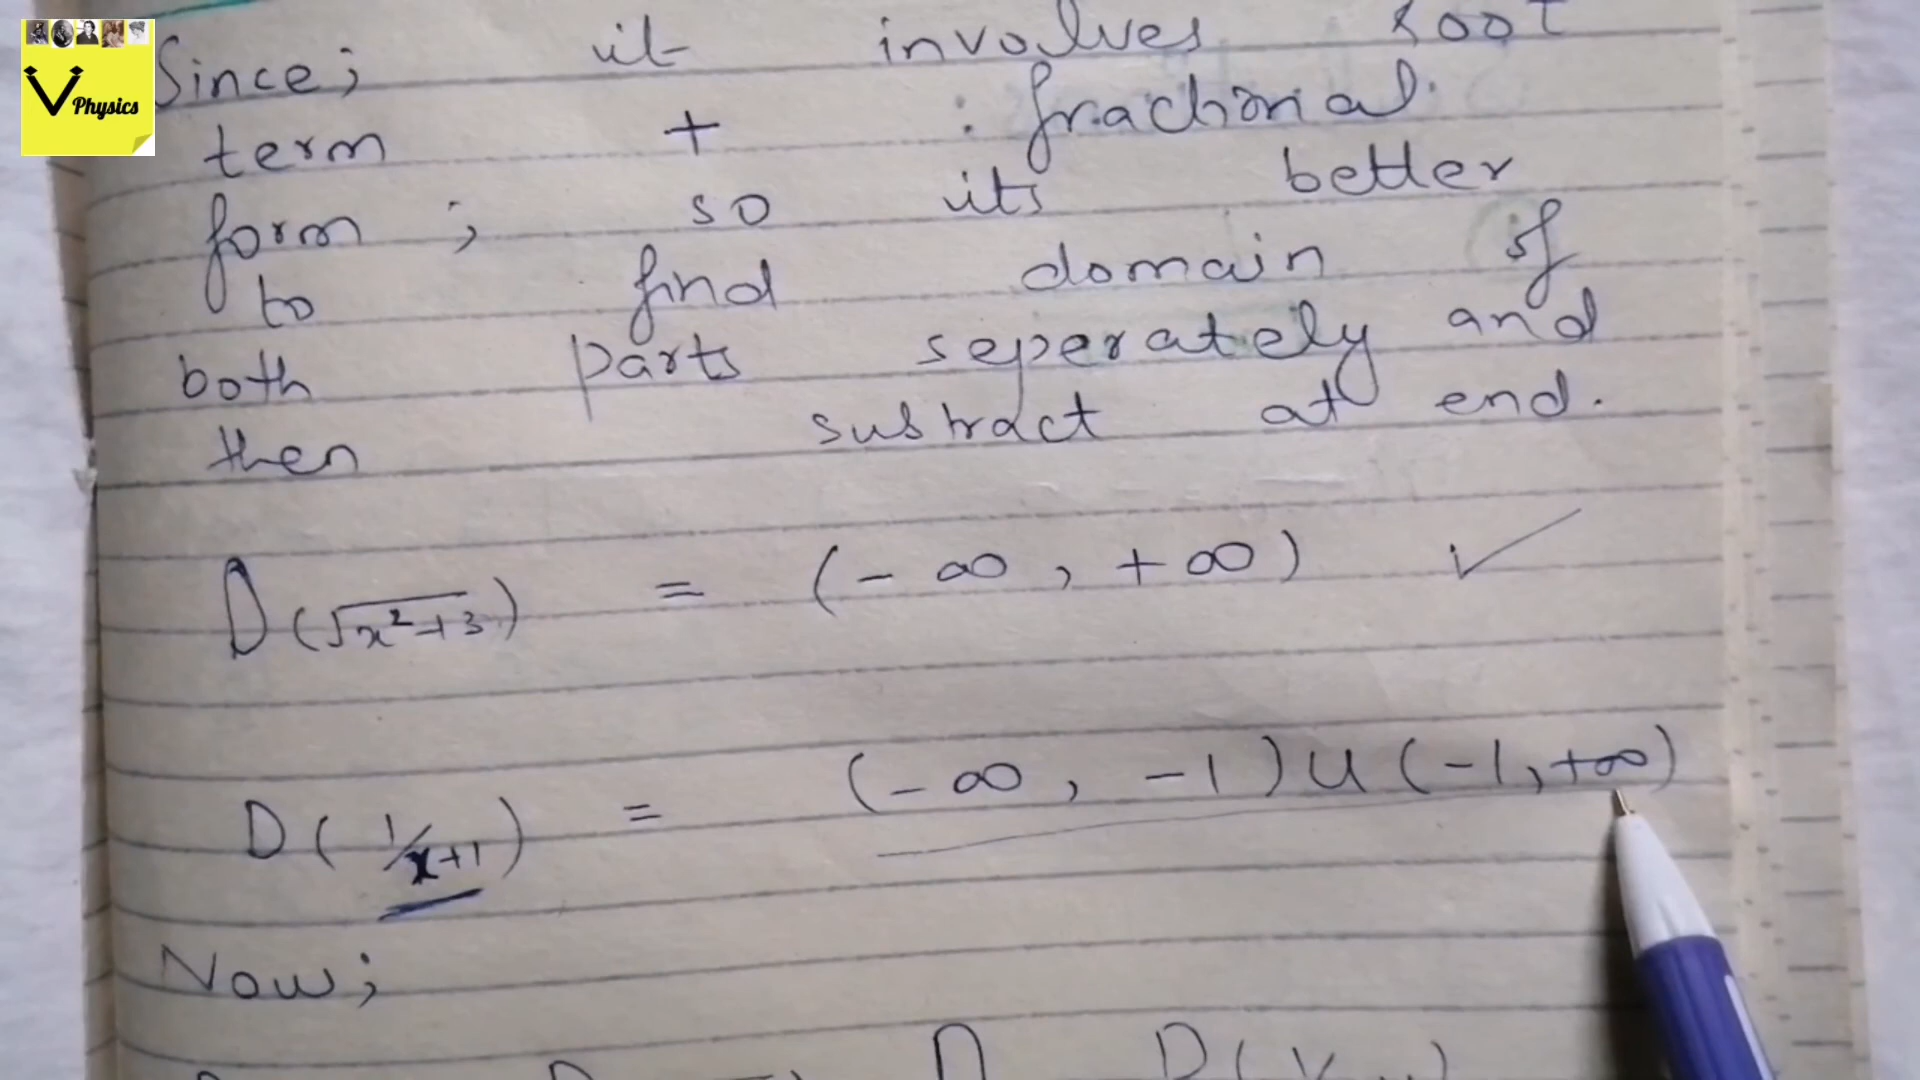 V Physics
Since; it involves root
term + fractional
form ; so its better
to find domain of
both parts seperately and
then substract at end.
D(√x²+3) = (-∞, +∞) ✓
D(1/x+1) = (-∞, -1) U (-1, +∞)
Now;